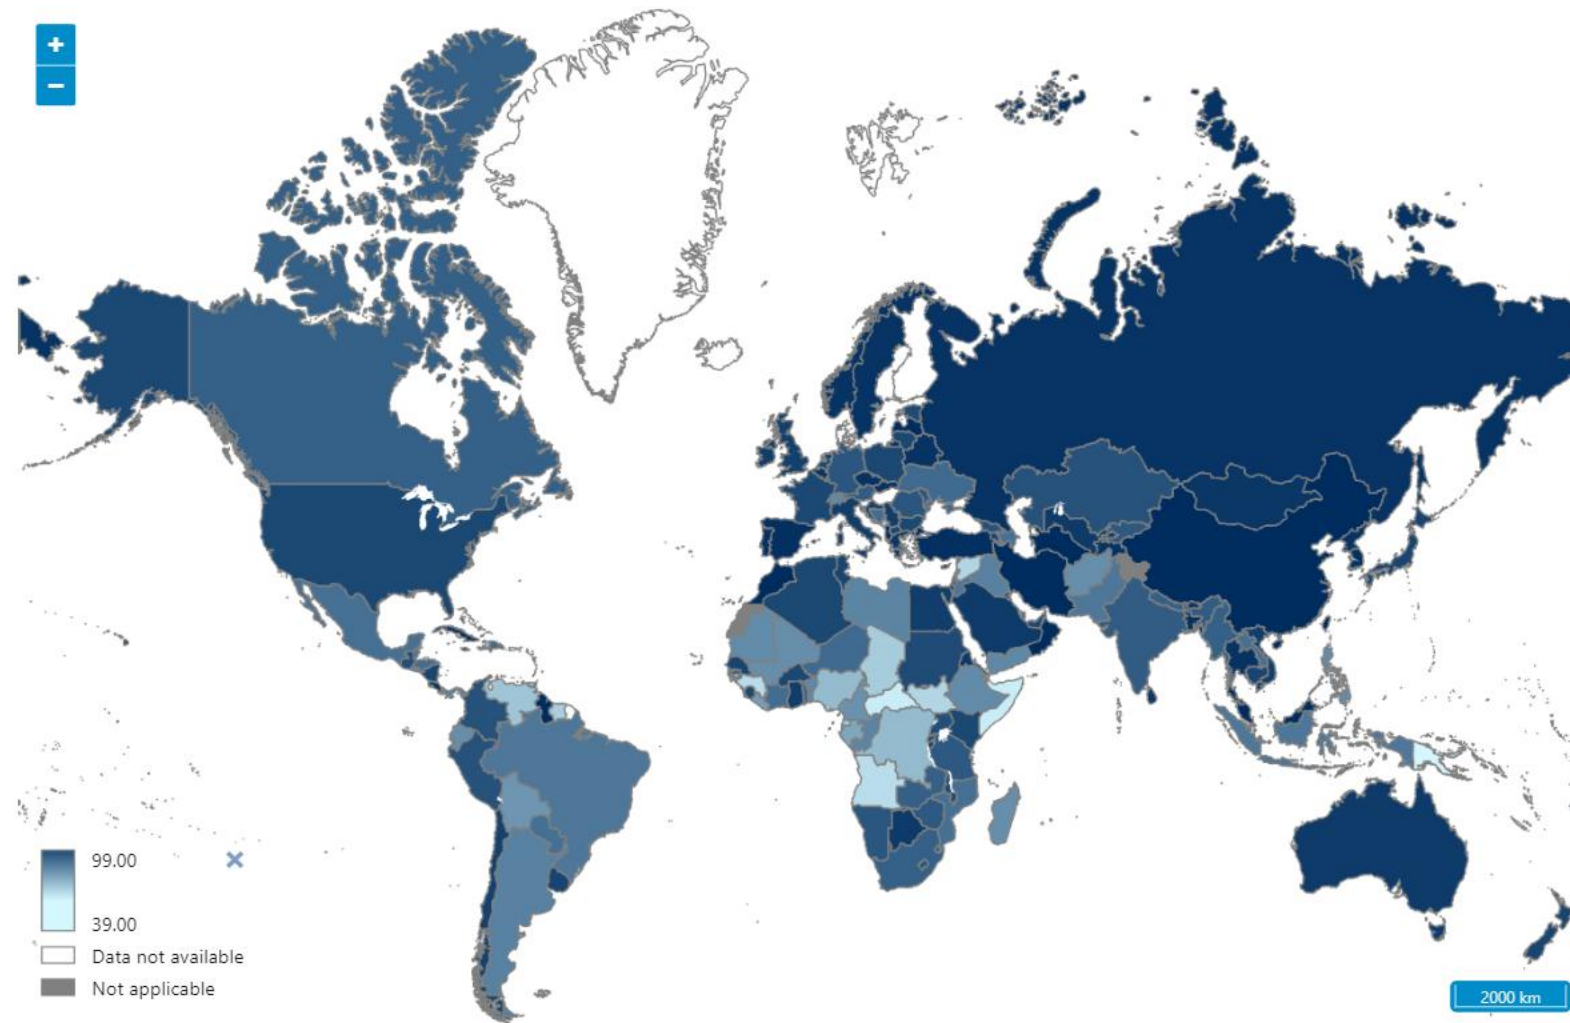 +
−
99.00
39.00
Data not available
Not applicable
2000 km